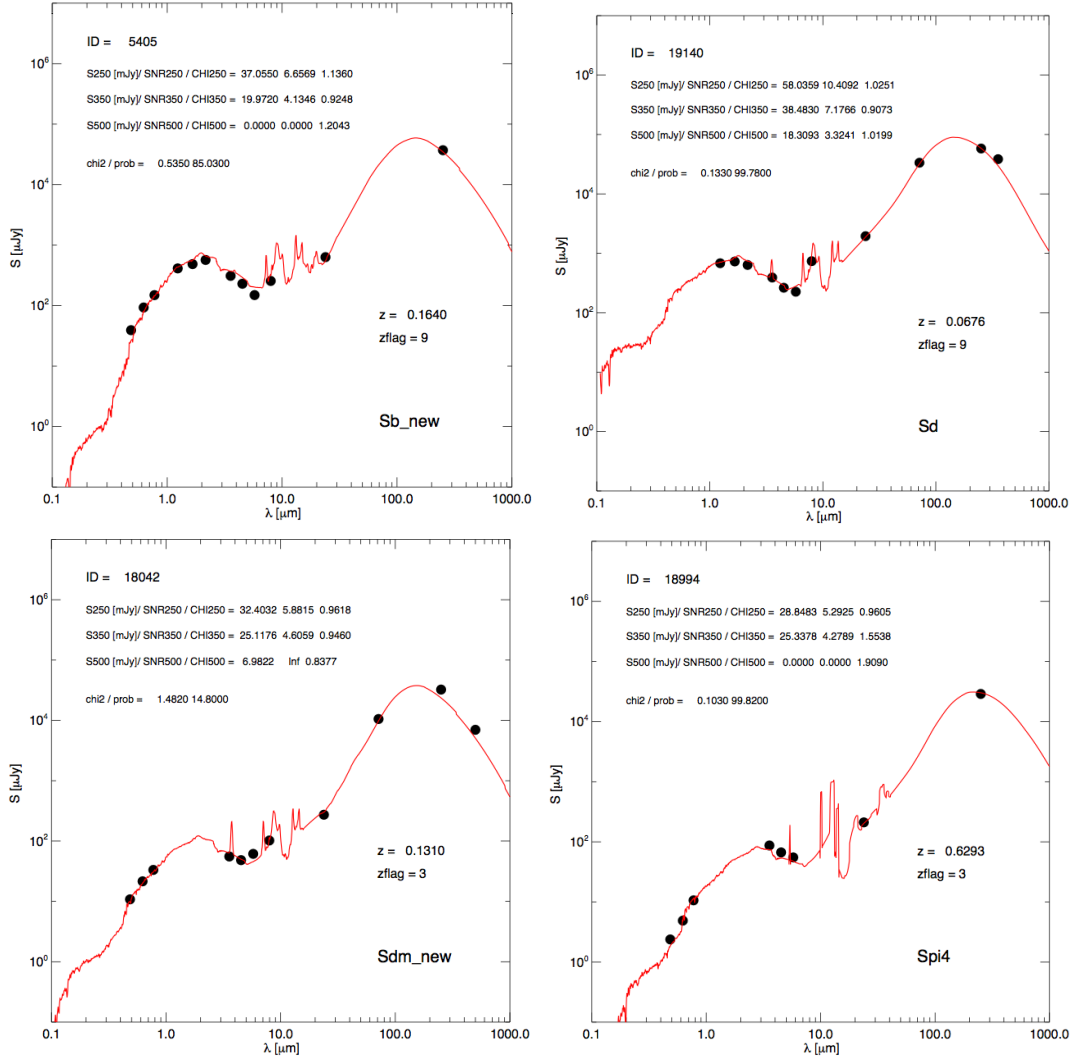 ID = 5405
S250 [mJy]/ SNR250 / CHI250 = 37.0550 6.6569 1.1360
S350 [mJy]/ SNR350 / CHI350 = 19.9720 4.1346 0.9248
S500 [mJy]/ SNR500 / CHI500 = 0.0000 0.0000 1.2043
chi2 / prob = 0.5350 85.0300
z = 0.1640
zflag = 9
Sb_new
S [μJy]
10^6
10^4
10^2
10^0
0.1 1.0 10.0 100.0 1000.0
λ [μm]
ID = 19140
S250 [mJy]/ SNR250 / CHI250 = 58.0359 10.4092 1.0251
S350 [mJy]/ SNR350 / CHI350 = 38.4830 7.1766 0.9073
S500 [mJy]/ SNR500 / CHI500 = 18.3093 3.3241 1.0199
chi2 / prob = 0.1330 99.7800
z = 0.0676
zflag = 9
Sd
S [μJy]
10^6
10^4
10^2
10^0
0.1 1.0 10.0 100.0 1000.0
λ [μm]
ID = 18042
S250 [mJy]/ SNR250 / CHI250 = 32.4032 5.8815 0.9618
S350 [mJy]/ SNR350 / CHI350 = 25.1176 4.6059 0.9460
S500 [mJy]/ SNR500 / CHI500 = 6.9822 Inf 0.8377
chi2 / prob = 1.4820 14.8000
z = 0.1310
zflag = 3
Sdm_new
S [μJy]
10^6
10^4
10^2
10^0
0.1 1.0 10.0 100.0 1000.0
λ [μm]
ID = 18994
S250 [mJy]/ SNR250 / CHI250 = 28.8483 5.2925 0.9605
S350 [mJy]/ SNR350 / CHI350 = 25.3378 4.2789 1.5538
S500 [mJy]/ SNR500 / CHI500 = 0.0000 0.0000 1.9090
chi2 / prob = 0.1030 99.8200
z = 0.6293
zflag = 3
Spi4
S [μJy]
10^6
10^4
10^2
10^0
0.1 1.0 10.0 100.0 1000.0
λ [μm]